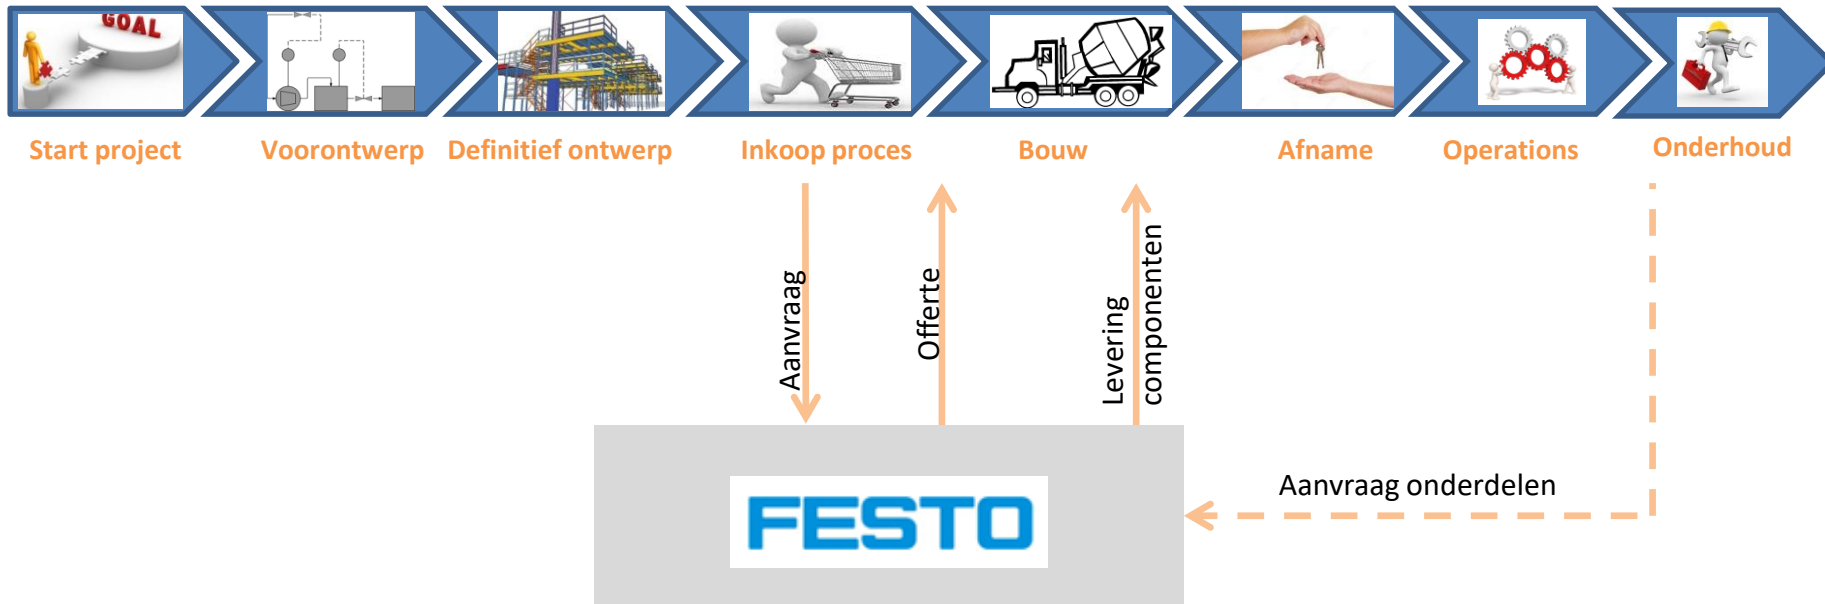 GOAL
Start project
Voorontwerp
Definitief ontwerp
Inkoop proces
Bouw
Afname
Operations
Onderhoud
Aanvraag
Offerte
Levering
componenten
Aanvraag onderdelen
FESTO